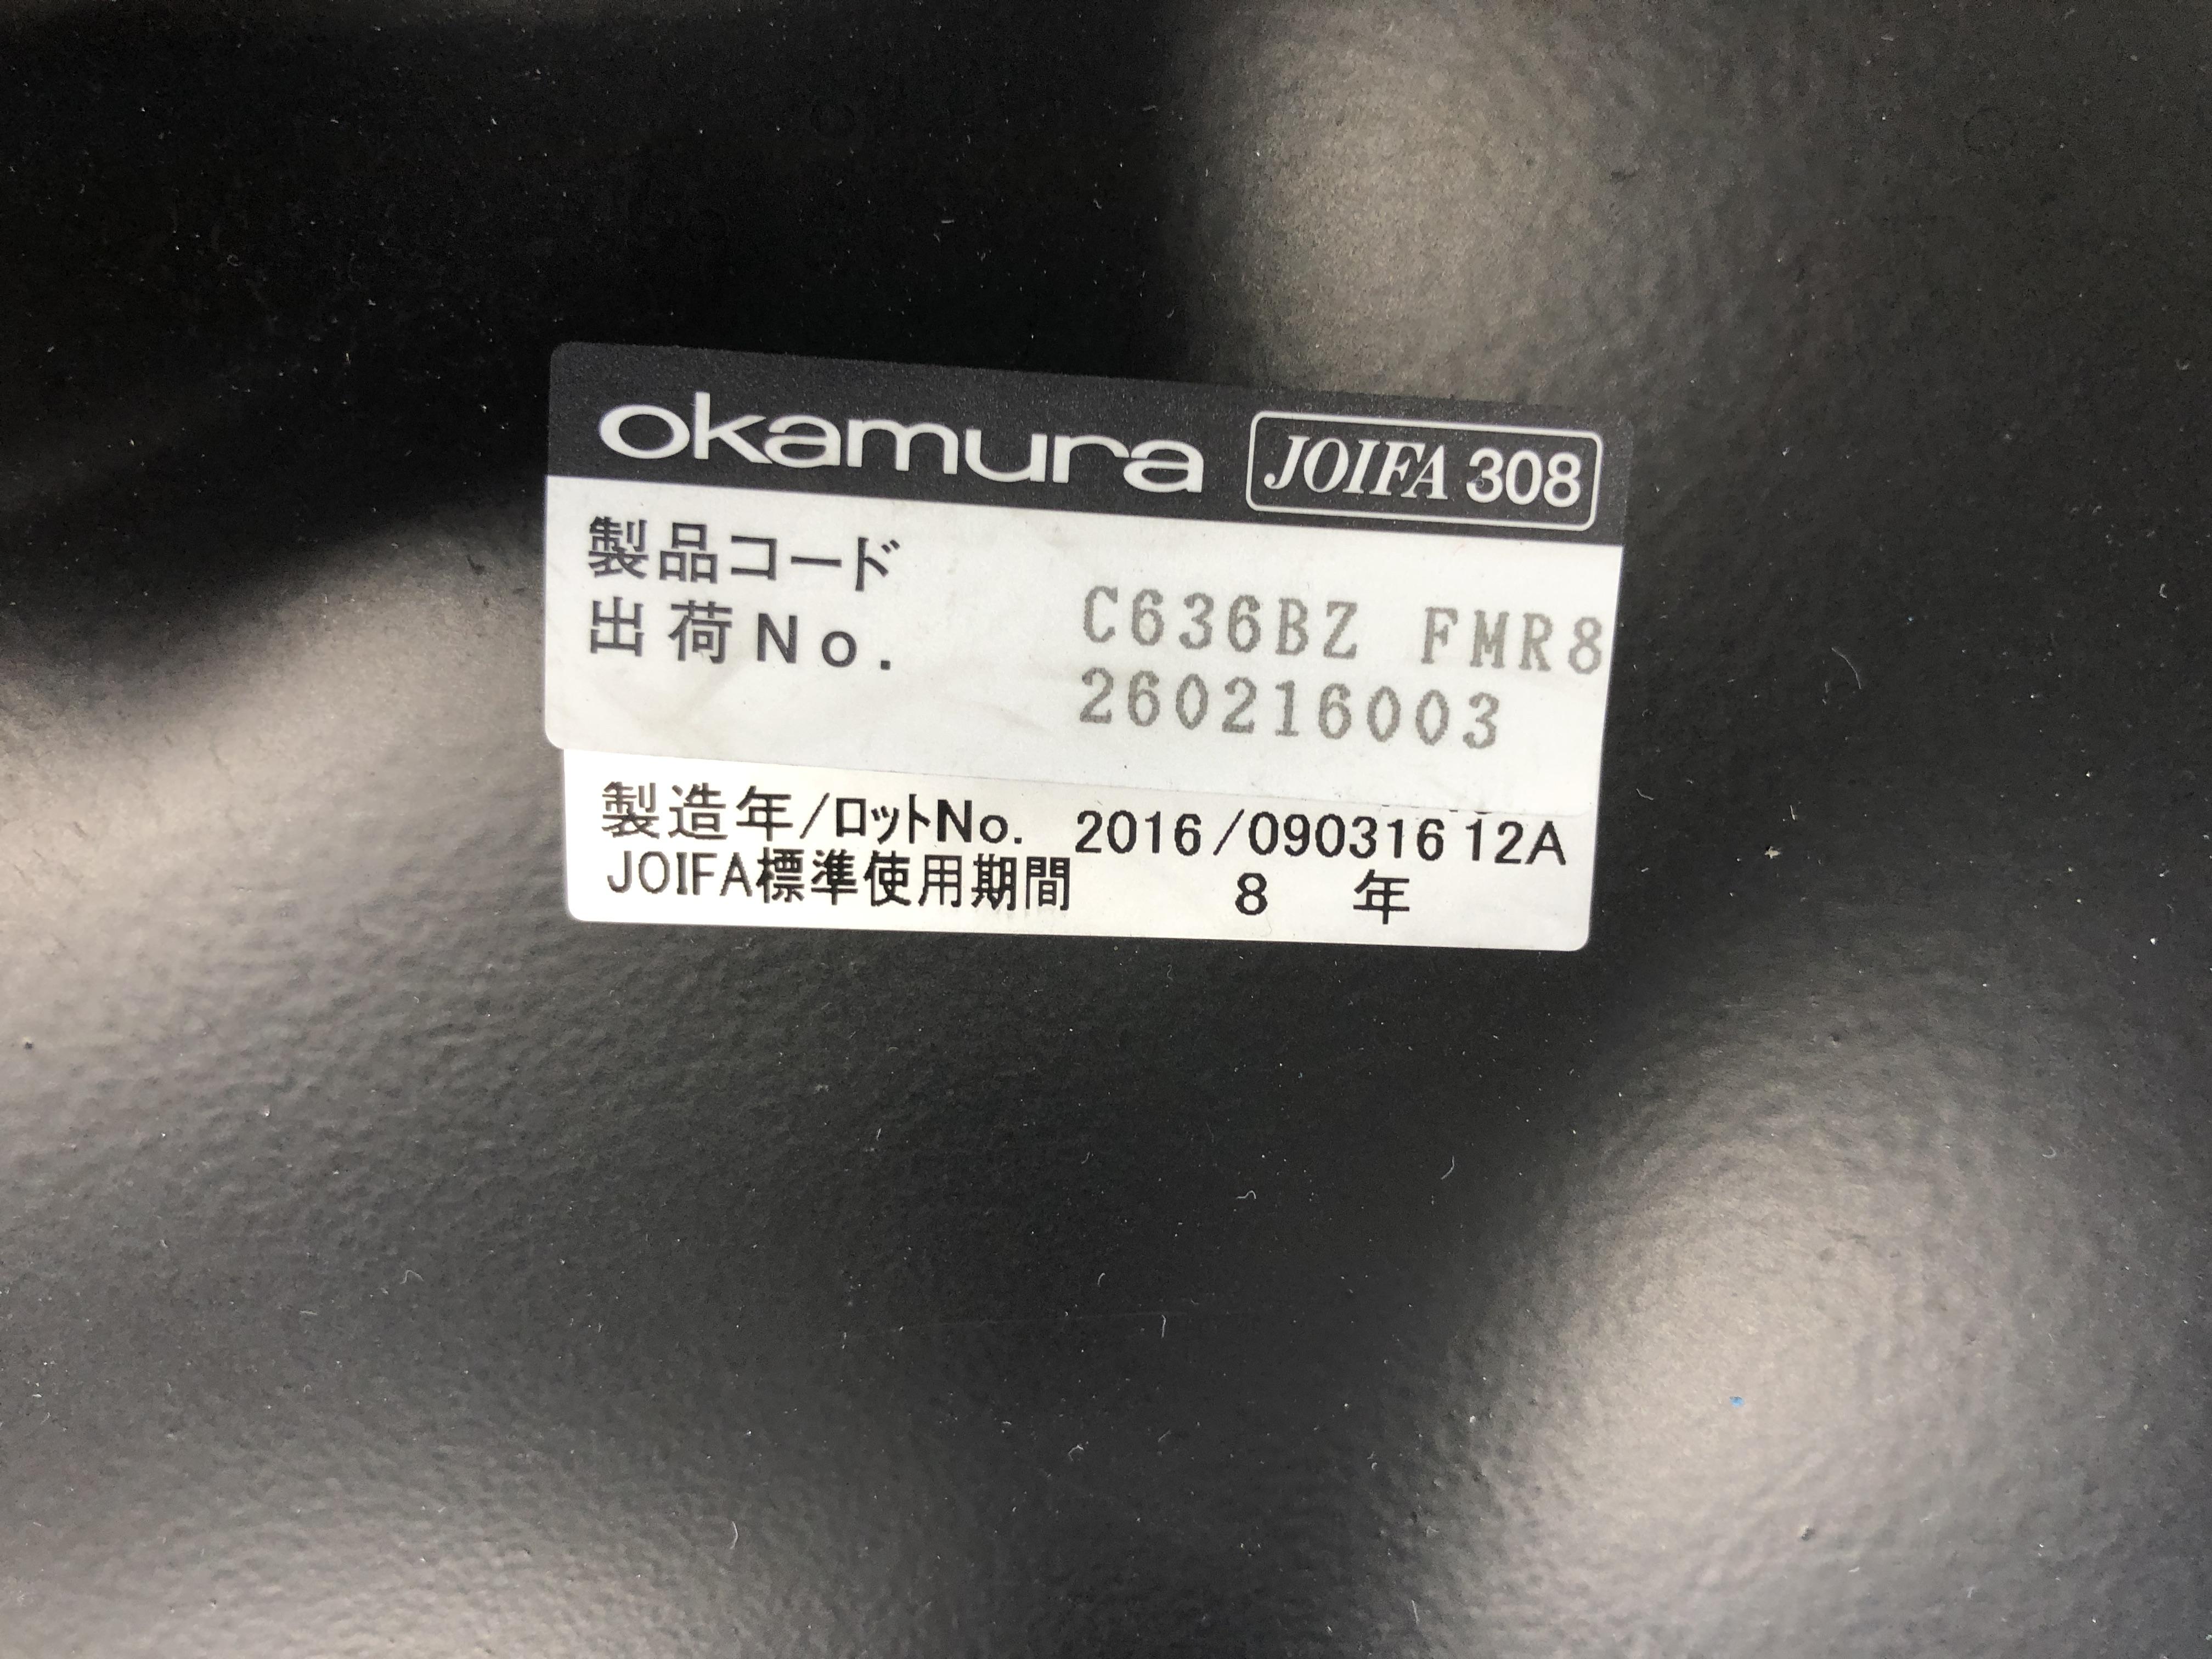 okamura JOIFA 308
製品コード
C636BZ FMR8
出荷No.
260216003
製造年/ロットNo. 2016/090316 12A
JOIFA標準使用期間 8 年